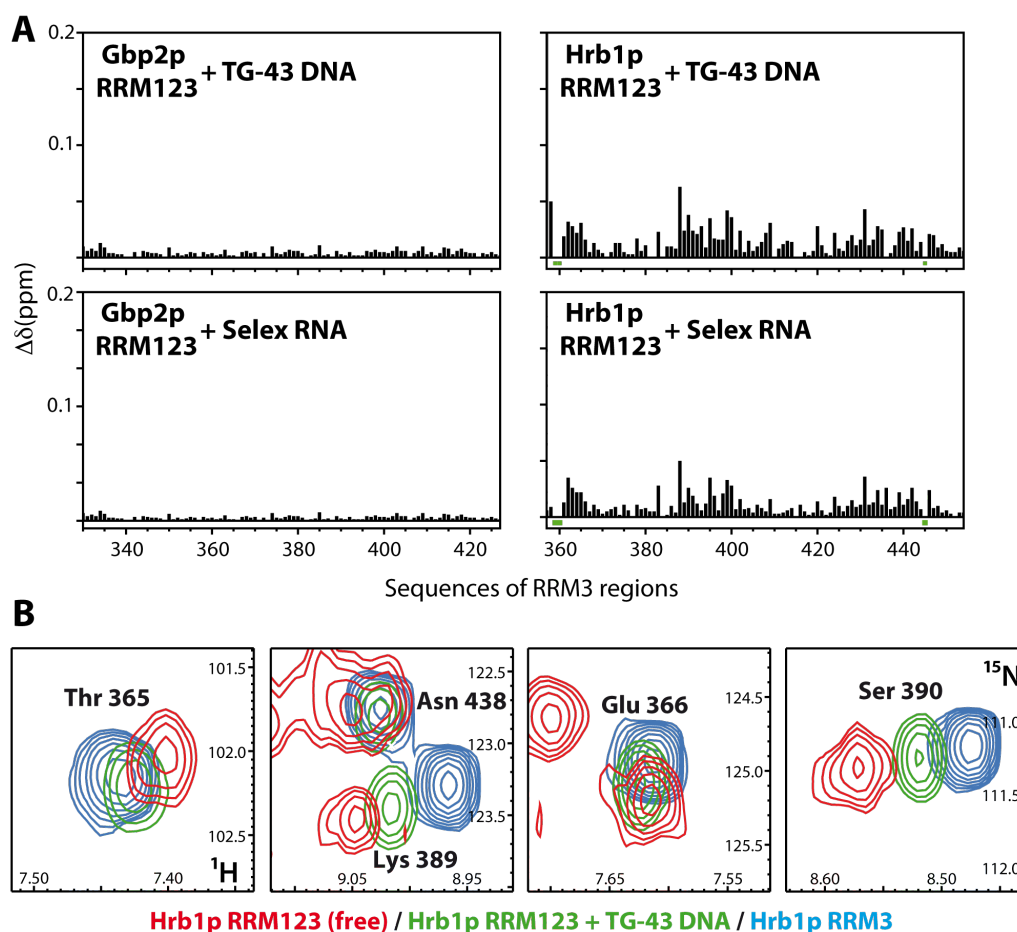 A
0.2
Gbp2p
RRM123 + TG-43 DNA
Hrb1p
RRM123 + TG-43 DNA
0.1
0.2
Gbp2p
RRM123 + Selex RNA
Hrb1p
RRM123 + Selex RNA
Δδ(ppm)
0.1
340 360 380 400 420
360 380 400 420 440
Sequences of RRM3 regions
B
Thr 365
101.5
102.0
102.5
7.50 7.40
¹H
Asn 438
122.5
123.0
123.5
Lys 389
9.05 8.95
Glu 366
124.5
125.0
125.5
7.65 7.55
Ser 390
¹⁵N
111.0
111.5
112.0
8.60 8.50
Hrb1p RRM123 (free) / Hrb1p RRM123 + TG-43 DNA / Hrb1p RRM3